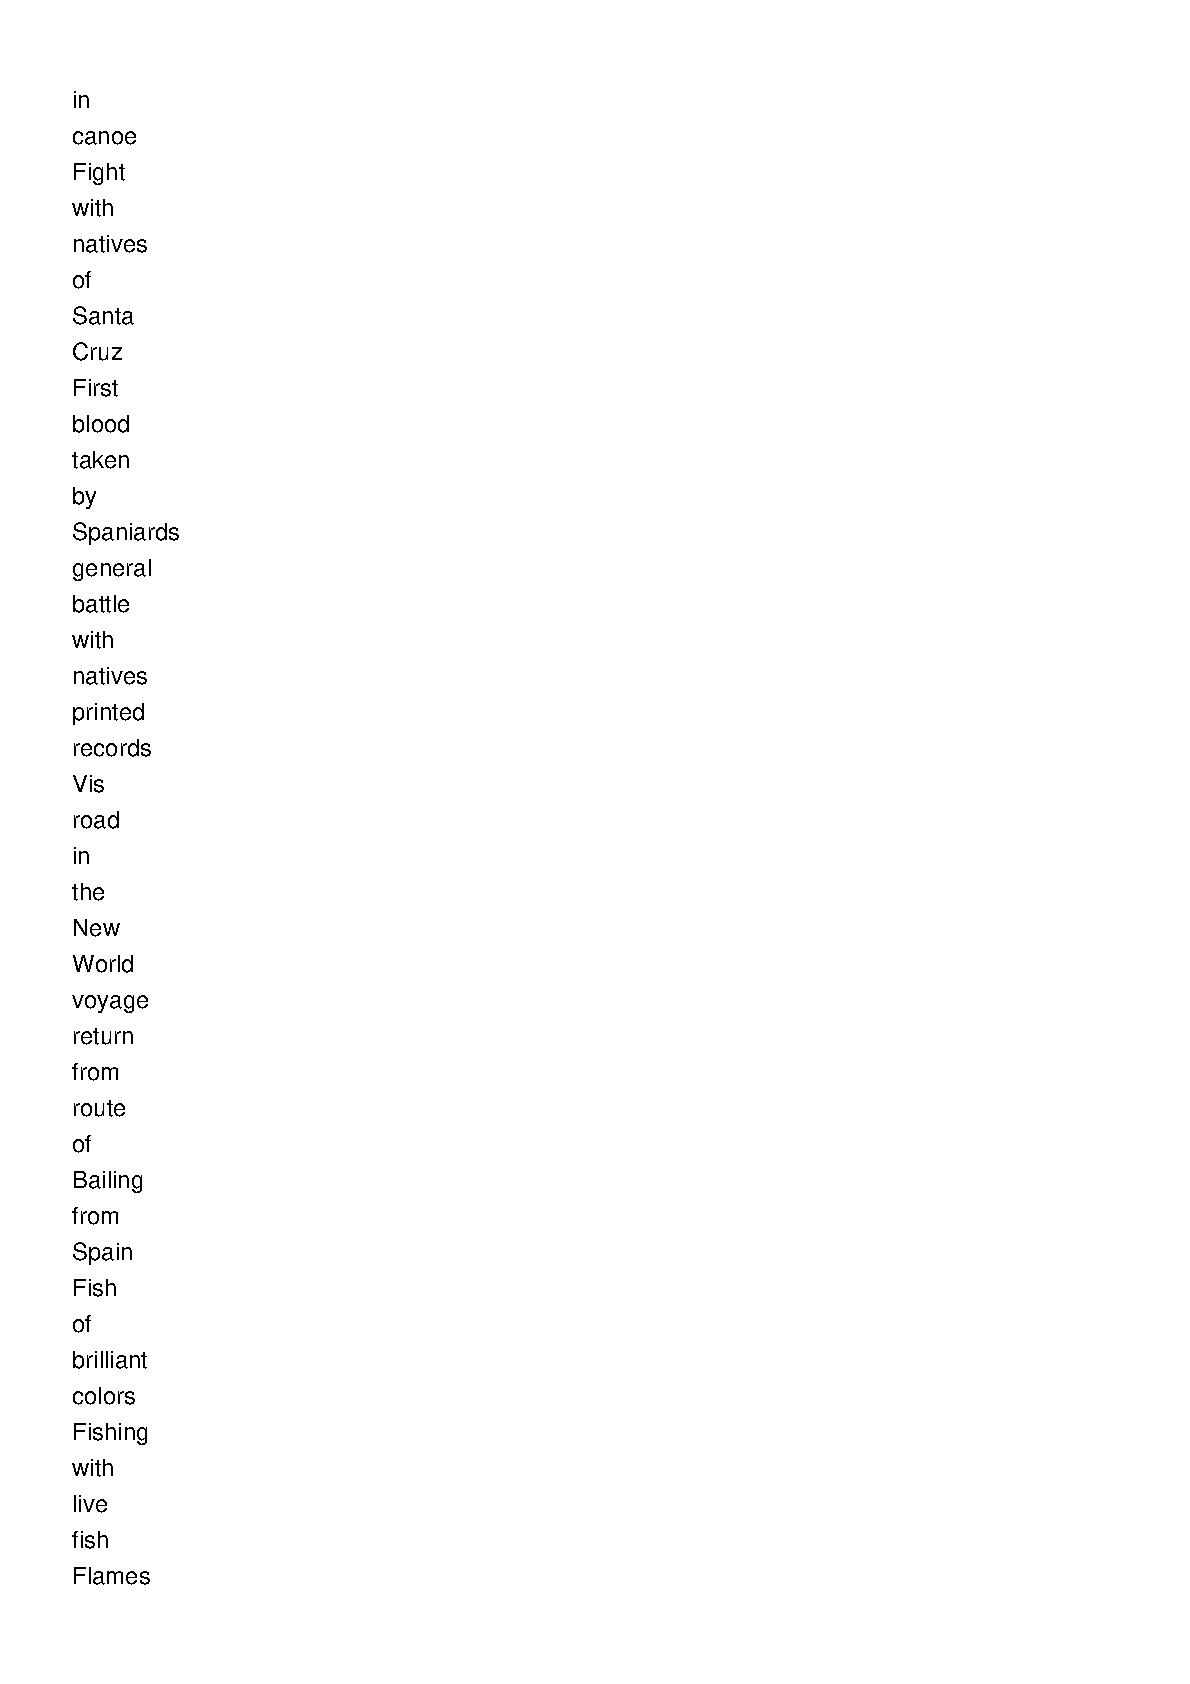 in
canoe
Fight
with
natives
of
Santa
Cruz
First
blood
taken
by
Spaniards
general
battle
with
natives
printed
records
Vis
road
in
the
New
World
voyage
return
from
route
of
Bailing
from
Spain
Fish
of
brilliant
colors
Fishing
with
live
fish
Flames